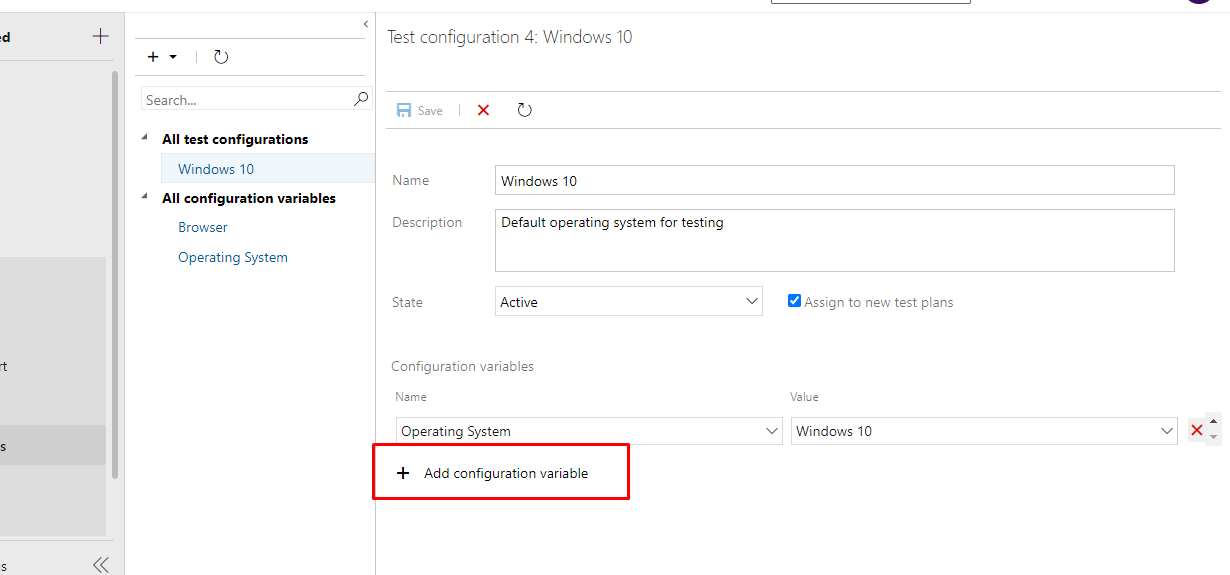 ed
Test configuration 4: Windows 10
Search...
Save
All test configurations
Windows 10
Name
Windows 10
All configuration variables
Description
Default operating system for testing
Browser
Operating System
State
Active
Assign to new test plans
Configuration variables
rt
Name
Value
Operating System
Windows 10
s
Add configuration variable
s